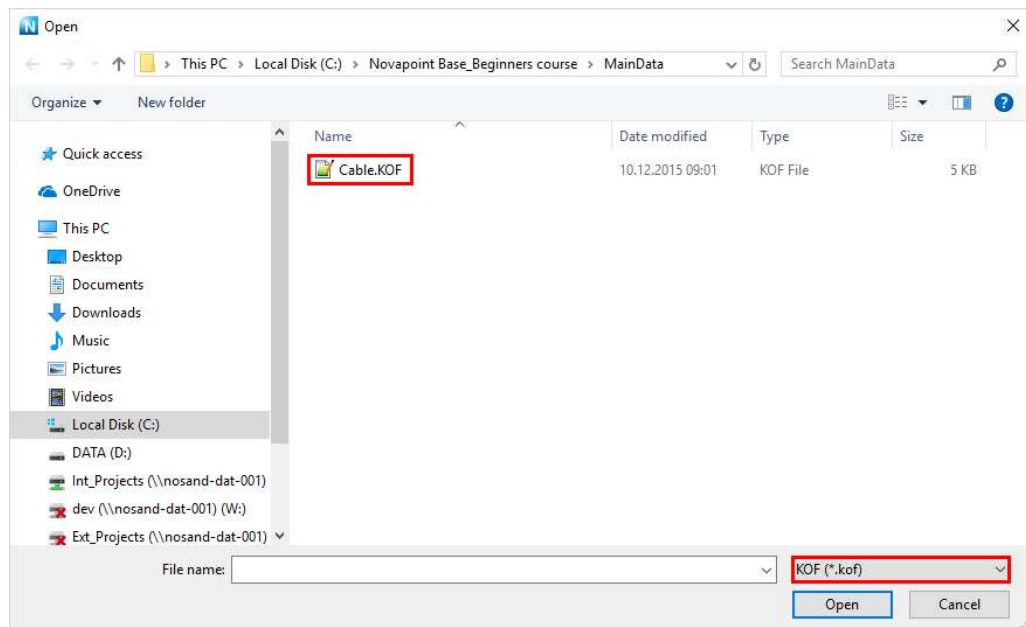 Open
This PC > Local Disk (C:) > Novapoint Base_Beginners course > MainData
Search MainData
Organize
New folder
Name
Date modified
Type
Size
Quick access
OneDrive
This PC
Desktop
Documents
Downloads
Music
Pictures
Videos
Local Disk (C:)
DATA (D:)
Int_Projects (\\nosand-dat-001)
dev (\\nosand-dat-001) (W:)
Ext_Projects (\\nosand-dat-001)
Cable.KOF
10.12.2015 09:01
KOF File
5 KB
File name:
KOF (*.kof)
Open
Cancel